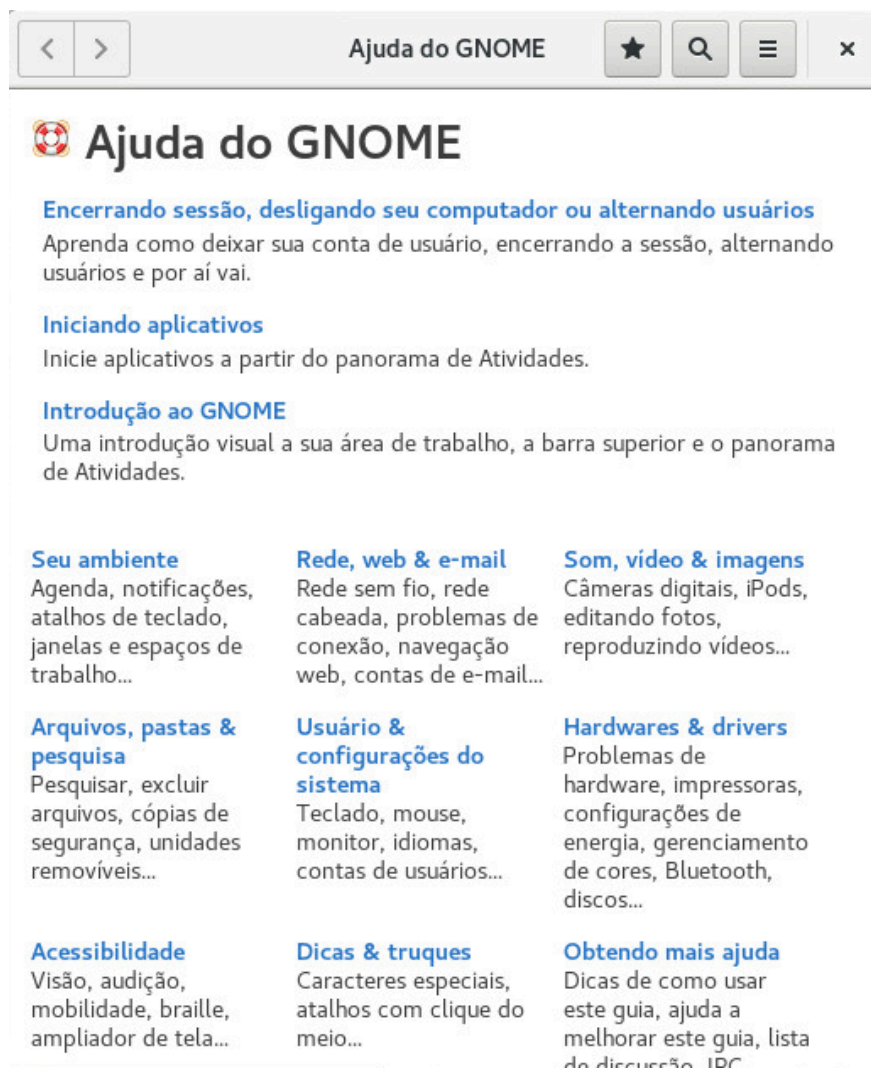 Ajuda do GNOME
Ajuda do GNOME
Encerrando sessão, desligando seu computador ou alternando usuários
Aprenda como deixar sua conta de usuário, encerrando a sessão, alternando
usuários e por aí vai.
Iniciando aplicativos
Inicie aplicativos a partir do panorama de Atividades.
Introdução ao GNOME
Uma introdução visual a sua área de trabalho, a barra superior e o panorama
de Atividades.
Seu ambiente
Agenda, notificações,
atalhos de teclado,
janelas e espaços de
trabalho...
Rede, web & e-mail
Rede sem fio, rede
cabeada, problemas de
conexão, navegação
web, contas de e-mail...
Som, vídeo & imagens
Câmeras digitais, iPods,
editando fotos,
reproduzindo vídeos...
Arquivos, pastas &
pesquisa
Pesquisar, excluir
arquivos, cópias de
segurança, unidades
removíveis...
Usuário &
configurações do
sistema
Teclado, mouse,
monitor, idiomas,
contas de usuários...
Hardwares & drivers
Problemas de
hardware, impressoras,
configurações de
energia, gerenciamento
de cores, Bluetooth,
discos...
Acessibilidade
Visão, audição,
mobilidade, braille,
ampliador de tela...
Dicas & truques
Caracteres especiais,
atalhos com clique do
meio...
Obtendo mais ajuda
Dicas de como usar
este guia, ajuda a
melhorar este guia, lista
de discussão, IRC